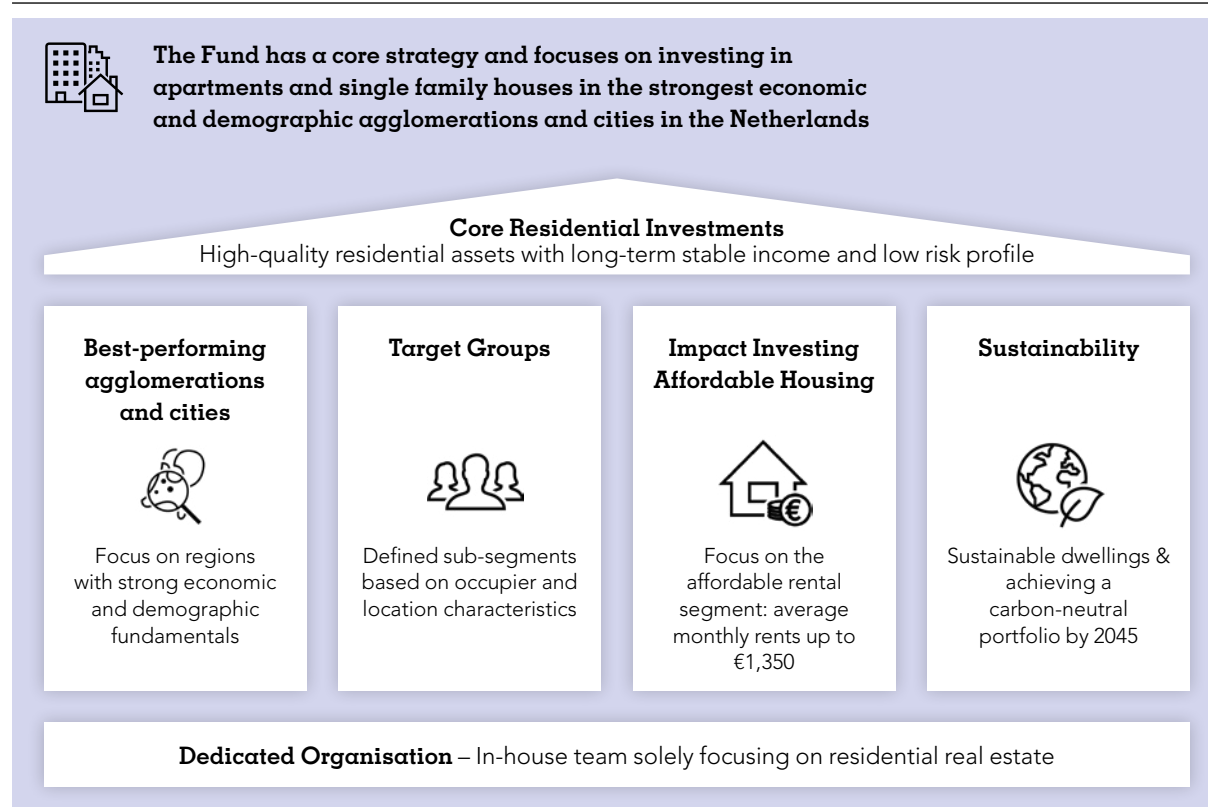 The Fund has a core strategy and focuses on investing in
apartments and single family houses in the strongest economic
and demographic agglomerations and cities in the Netherlands
Core Residential Investments
High-quality residential assets with long-term stable income and low risk profile
Best-performing
agglomerations
and cities
Focus on regions
with strong economic
and demographic
fundamentals
Target Groups
Defined sub-segments
based on occupier and
location characteristics
Impact Investing
Affordable Housing
€
Focus on the
affordable rental
segment: average
monthly rents up to
€1,350
Sustainability
Sustainable dwellings &
achieving a
carbon-neutral
portfolio by 2045
Dedicated Organisation – In-house team solely focusing on residential real estate